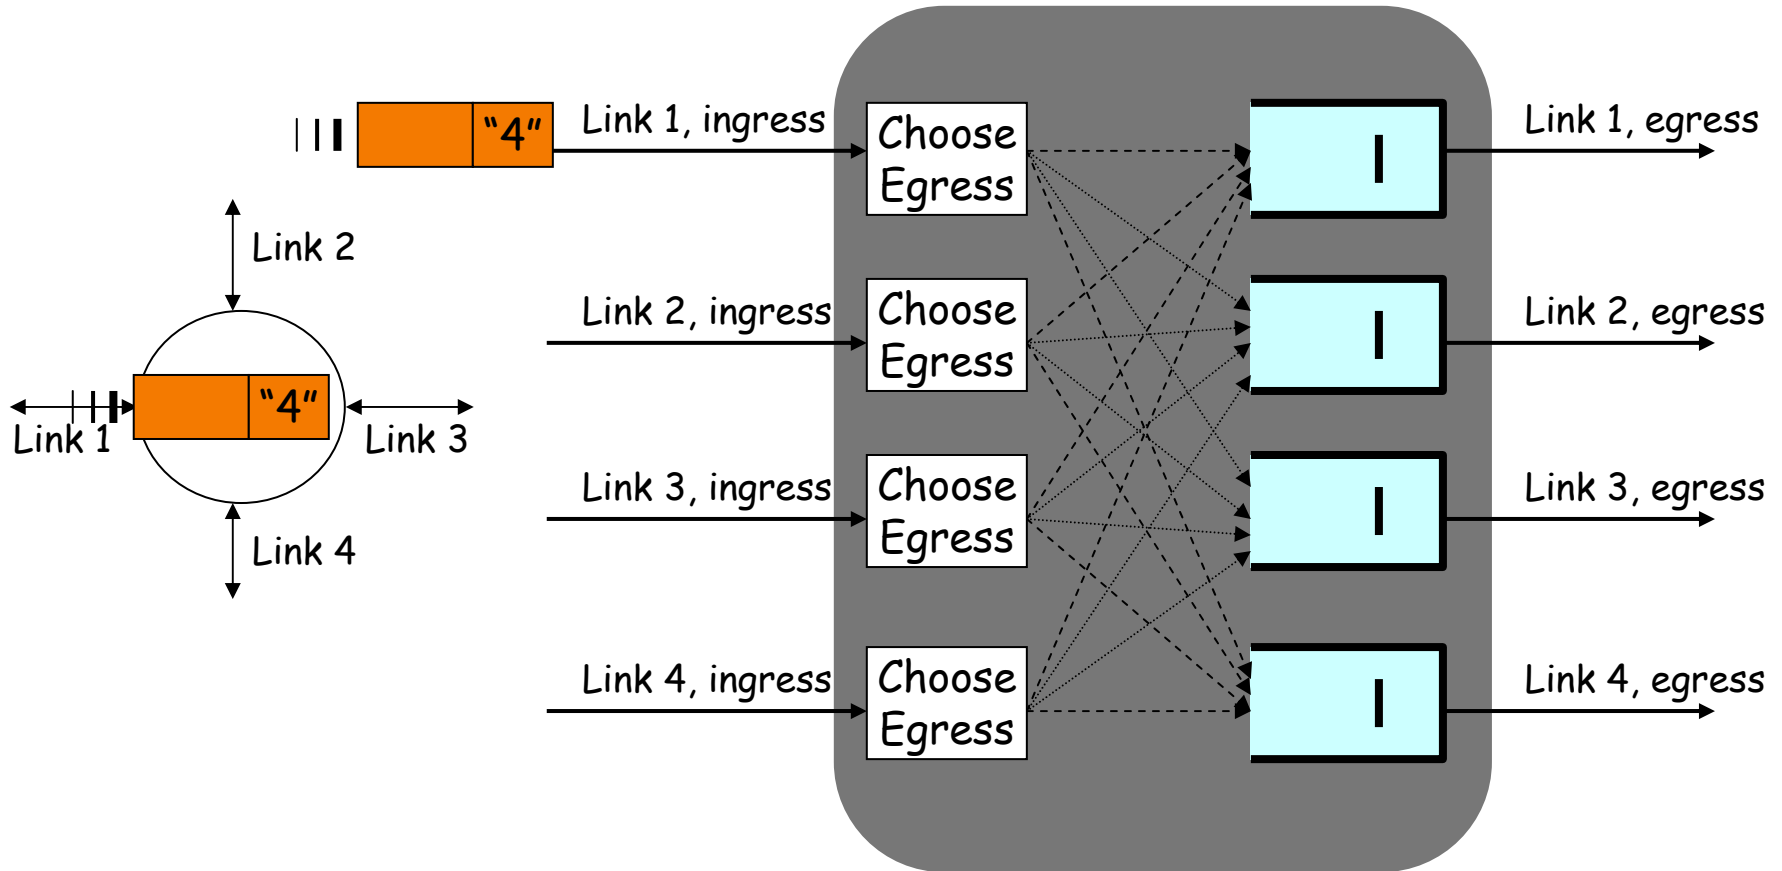 “4”
Link 1, ingress
Choose
Egress
Link 1, egress
Link 2
Link 2, ingress
Choose
Egress
Link 2, egress
“4”
Link 1
Link 3
Link 3, ingress
Choose
Egress
Link 3, egress
Link 4
Link 4, ingress
Choose
Egress
Link 4, egress